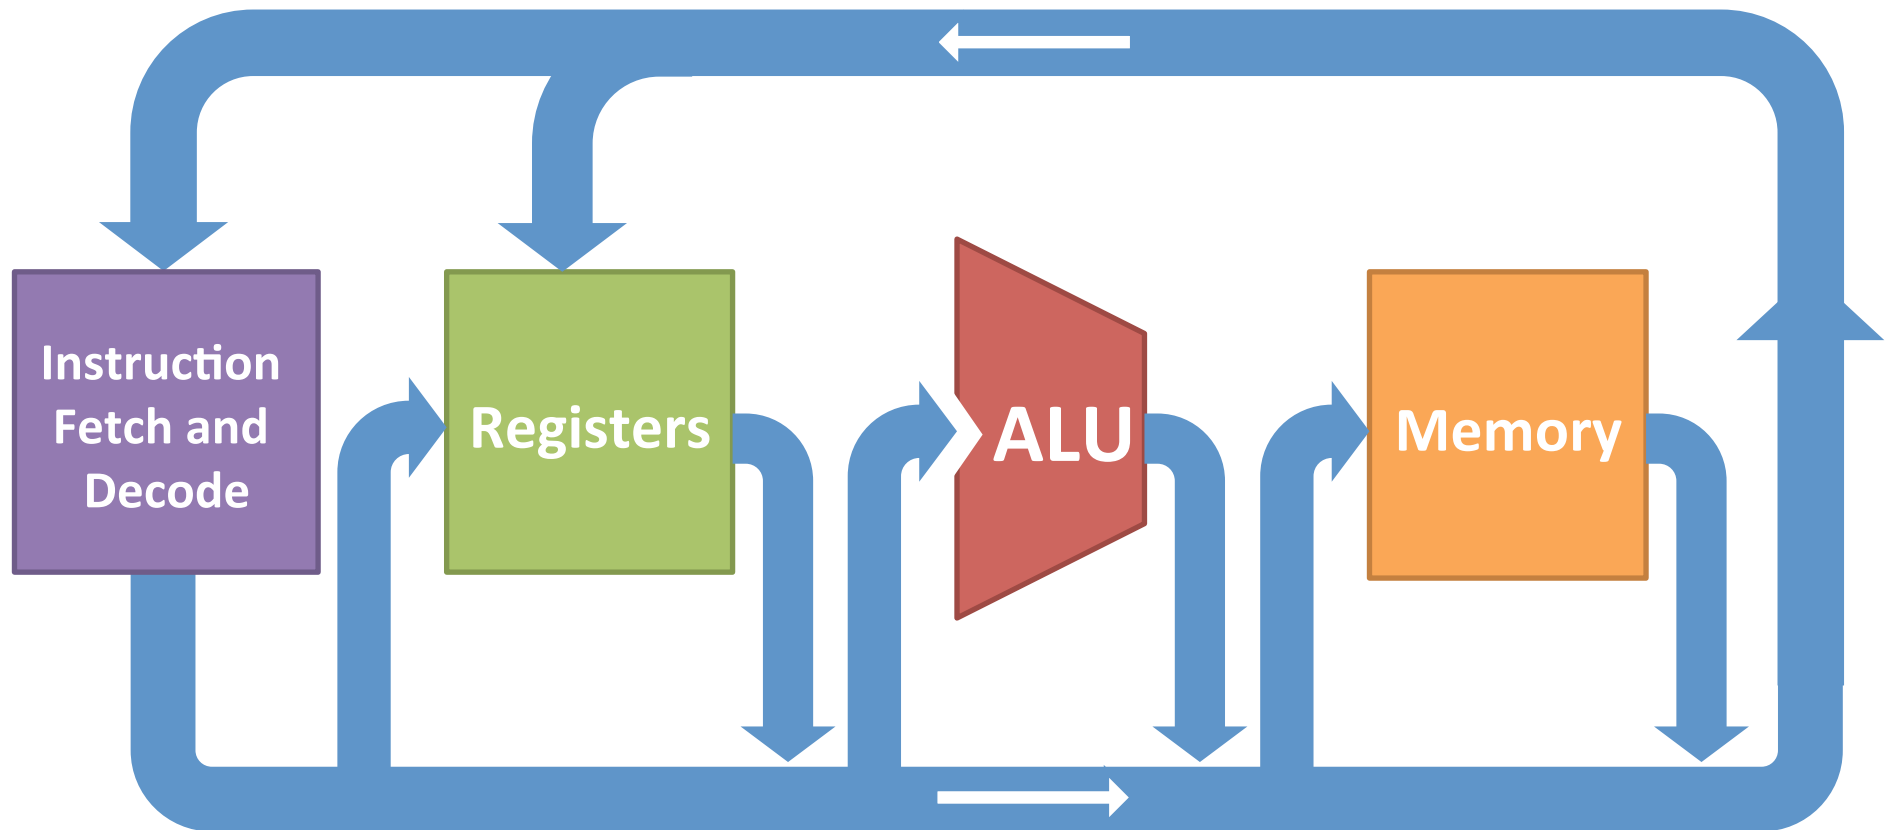 Instruction
Fetch and
Decode
Registers
ALU
Memory